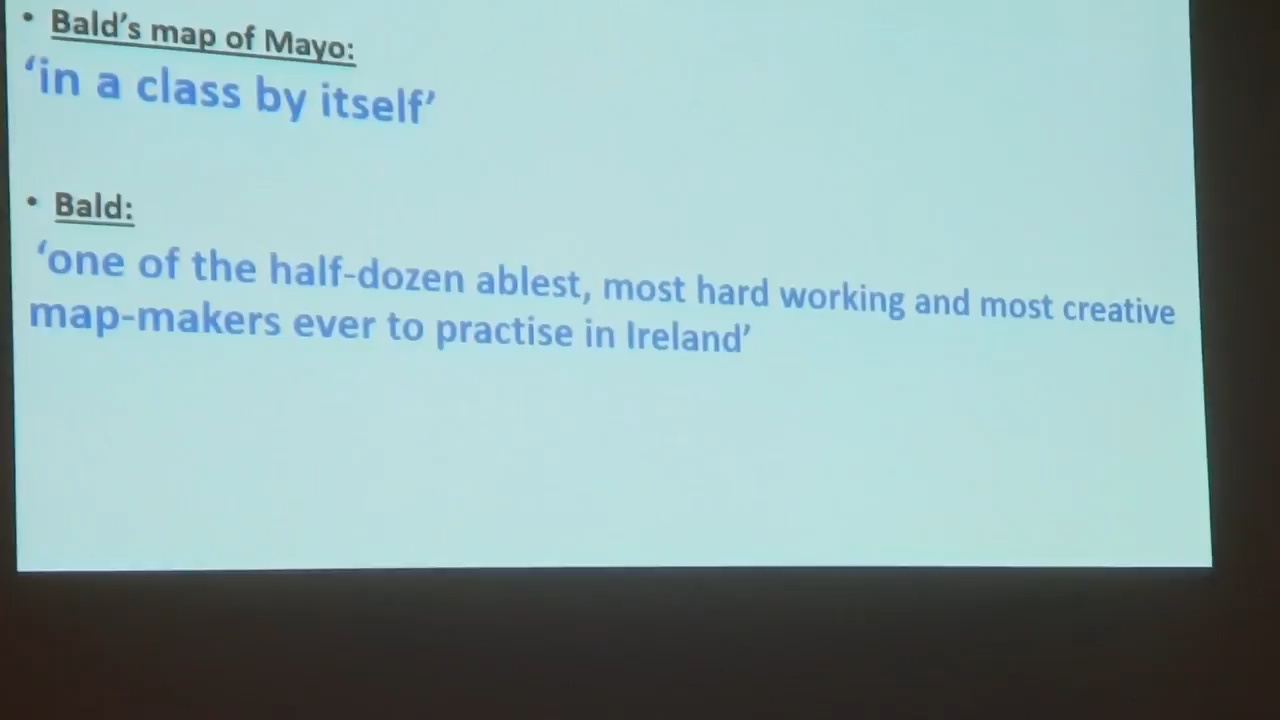 • Bald's map of Mayo:
‘in a class by itself’
• Bald:
‘one of the half-dozen ablest, most hard working and most creative
map-makers ever to practise in Ireland’